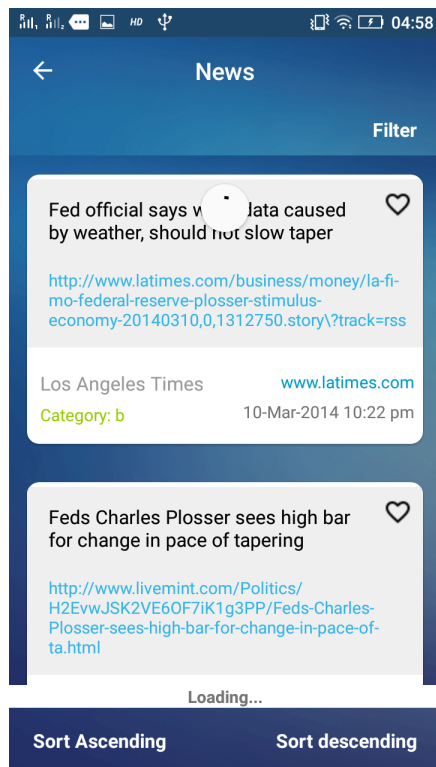 HD 04:58
News
Filter
Fed official says data caused
by weather, should not slow taper
http://www.latimes.com/business/money/la-fi-
mo-federal-reserve-plosser-stimulus-
economy-20140310,0,1312750.story\?track=rss
Los Angeles Times www.latimes.com
Category: b 10-Mar-2014 10:22 pm
Feds Charles Plosser sees high bar
for change in pace of tapering
http://www.livemint.com/Politics/
H2EvwJSK2VE6OF7iK1g3PP/Feds-Charles-
Plosser-sees-high-bar-for-change-in-pace-of-
ta.html
Loading...
Sort Ascending Sort descending